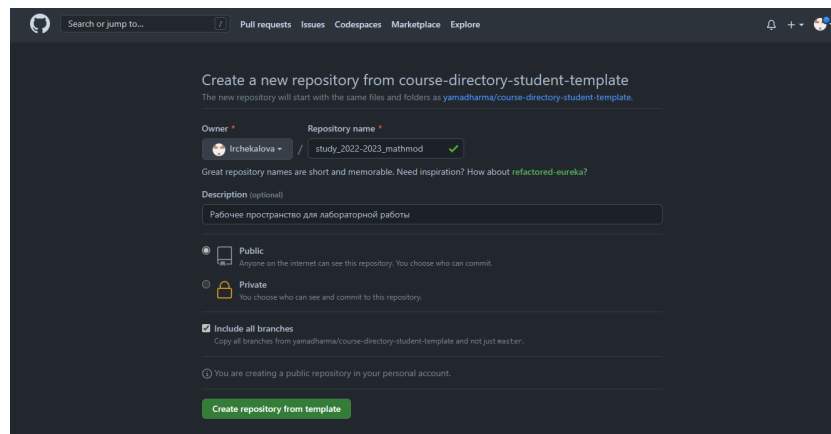 Search or jump to... / Pull requests Issues Codespaces Marketplace Explore
Create a new repository from course-directory-student-template
The new repository will start with the same files and folders as yamadharma/course-directory-student-template.
Owner * Repository name *
lrchekalova / study_2022-2023_mathmod
Great repository names are short and memorable. Need inspiration? How about refactored-eureka?
Description (optional)
Рабочее пространство для лабораторной работы
Public
Anyone on the internet can see this repository. You choose who can commit.
Private
You choose who can see and commit to this repository.
Include all branches
Copy all branches from yamadharma/course-directory-student-template and not just master.
You are creating a public repository in your personal account.
Create repository from template